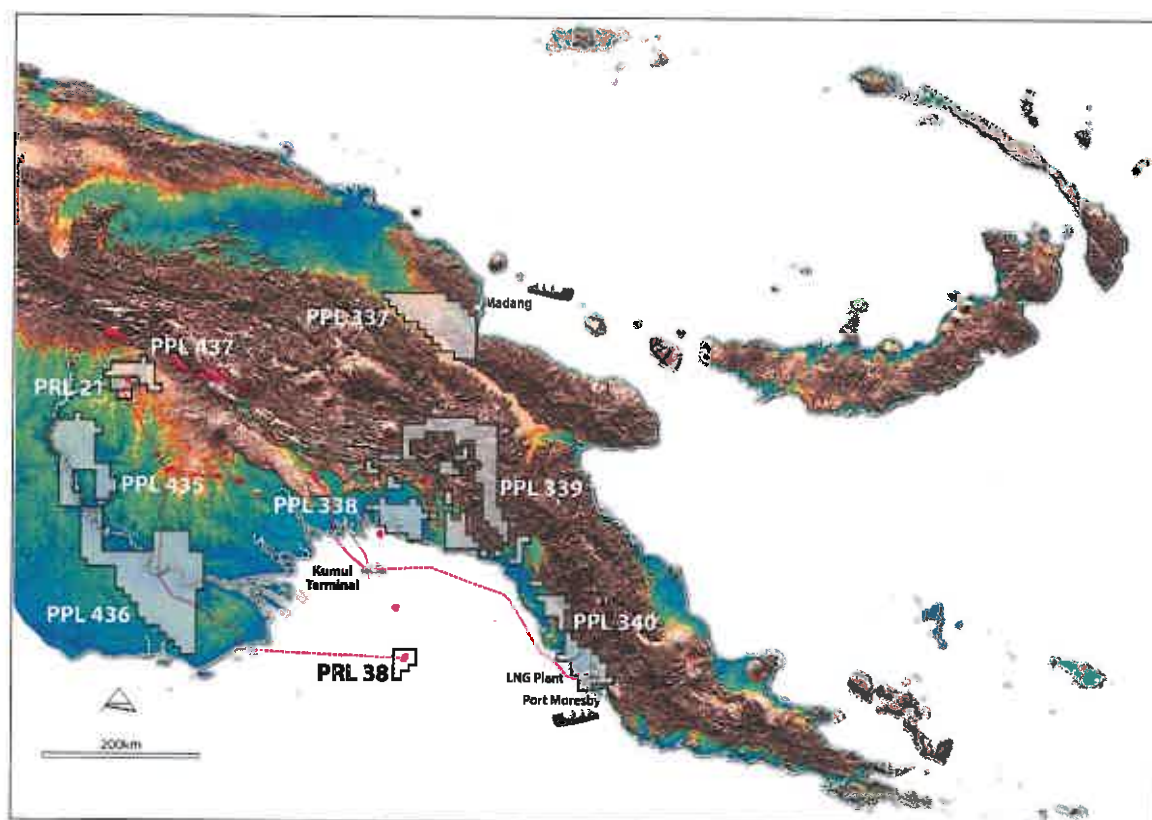 Madang
PPL 337
PPL 437
PRL 21
PPL 435
PPL 338
PPL 339
Kumul
Terminal
PPL 436
PPL 340
PRL 38
LNG Plant
Port Moresby
200km